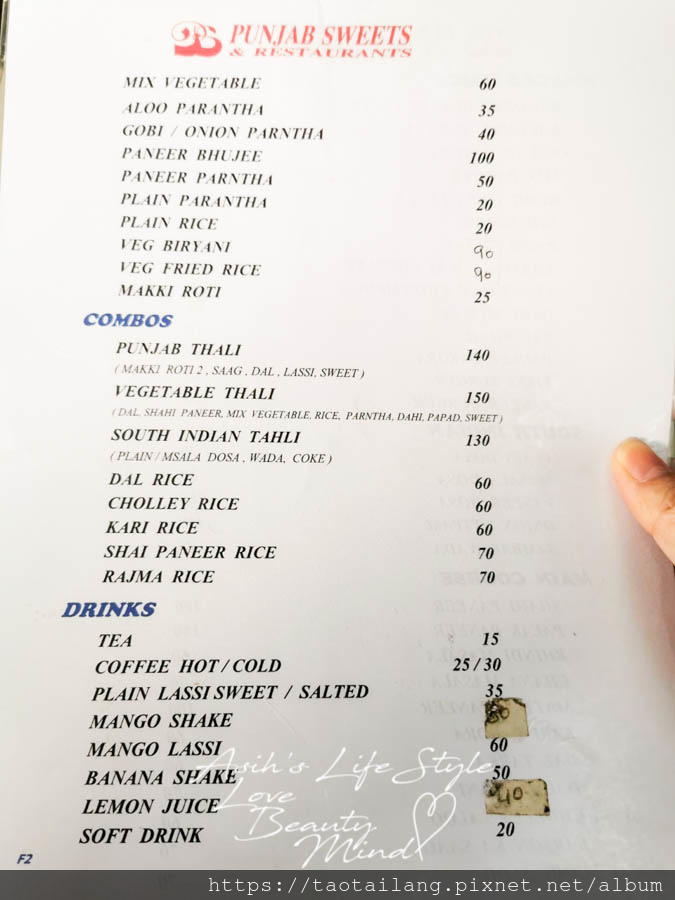 PUNJAB SWEETS
& RESTAURANTS
MIX VEGETABLE 60
ALOO PARANTHA 35
GOBI / ONION PARNTHA 40
PANEER BHUJEE 100
PANEER PARNTHA 50
PLAIN PARANTHA 20
PLAIN RICE 20
VEG BIRYANI 90
VEG FRIED RICE 90
MAKKI ROTI 25
COMBOS
PUNJAB THALI 140
( MAKKI ROTI 2 , SAAG , DAL , LASSI, SWEET )
VEGETABLE THALI 150
( DAL, SHAHI PANEER, MIX VEGETABLE, RICE, PARNTHA, DAHI, PAPAD, SWEET )
SOUTH INDIAN TAHLI 130
( PLAIN / MSALA DOSA , WADA, COKE )
DAL RICE 60
CHOLLEY RICE 60
KARI RICE 60
SHAI PANEER RICE 70
RAJMA RICE 70
DRINKS
TEA 15
COFFEE HOT / COLD 25 / 30
PLAIN LASSI SWEET / SALTED 35
MANGO SHAKE
MANGO LASSI 60
BANANA SHAKE 50
LEMON JUICE 40
SOFT DRINK 20
Asih's Life Style
Love
Beauty
Mind
F2
https://taotailang.pixnet.net/album